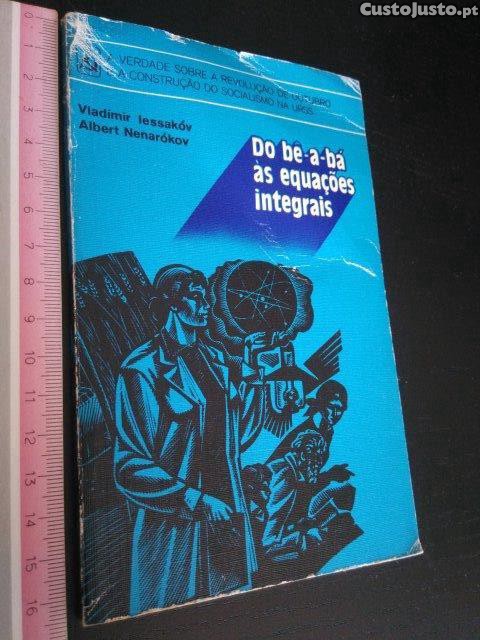 CustoJusto.pt
A VERDADE SOBRE A REVOLUÇÃO DE OUTUBRO
E A CONSTRUÇÃO DO SOCIALISMO NA URSS
Vladimir Iessakóv
Albert Nenarókov
Do bê-a-bá
às equações
integrais
0
1
2
3
4
5
6
7
8
9
10
11
12
13
14
15
16